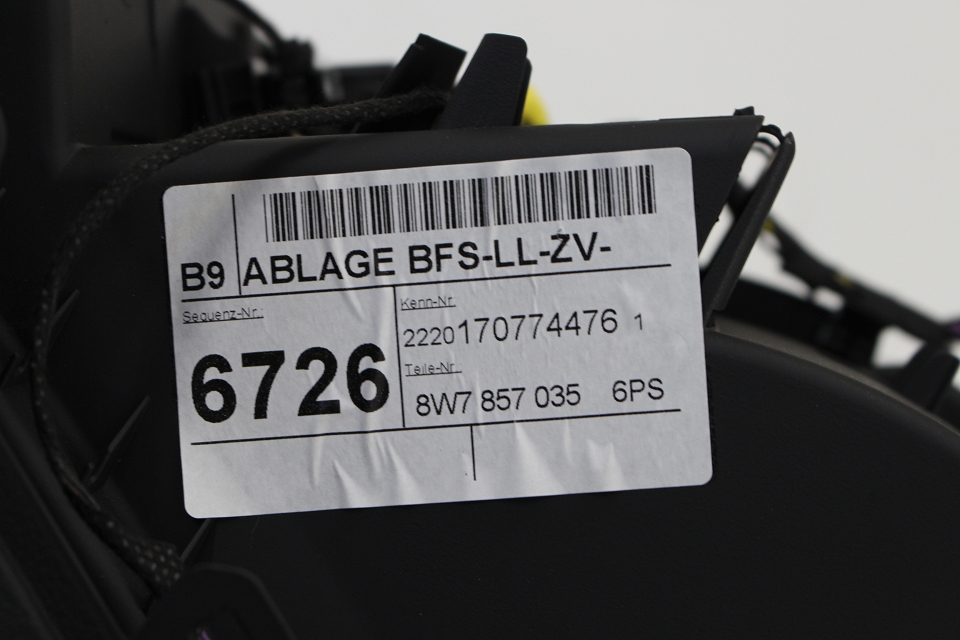 B9 ABLAGE BFS-LL-ZV-
Sequenz-Nr.:
6726
Kenn-Nr.
2220170774476 1
Teile-Nr.
8W7 857 035 6PS